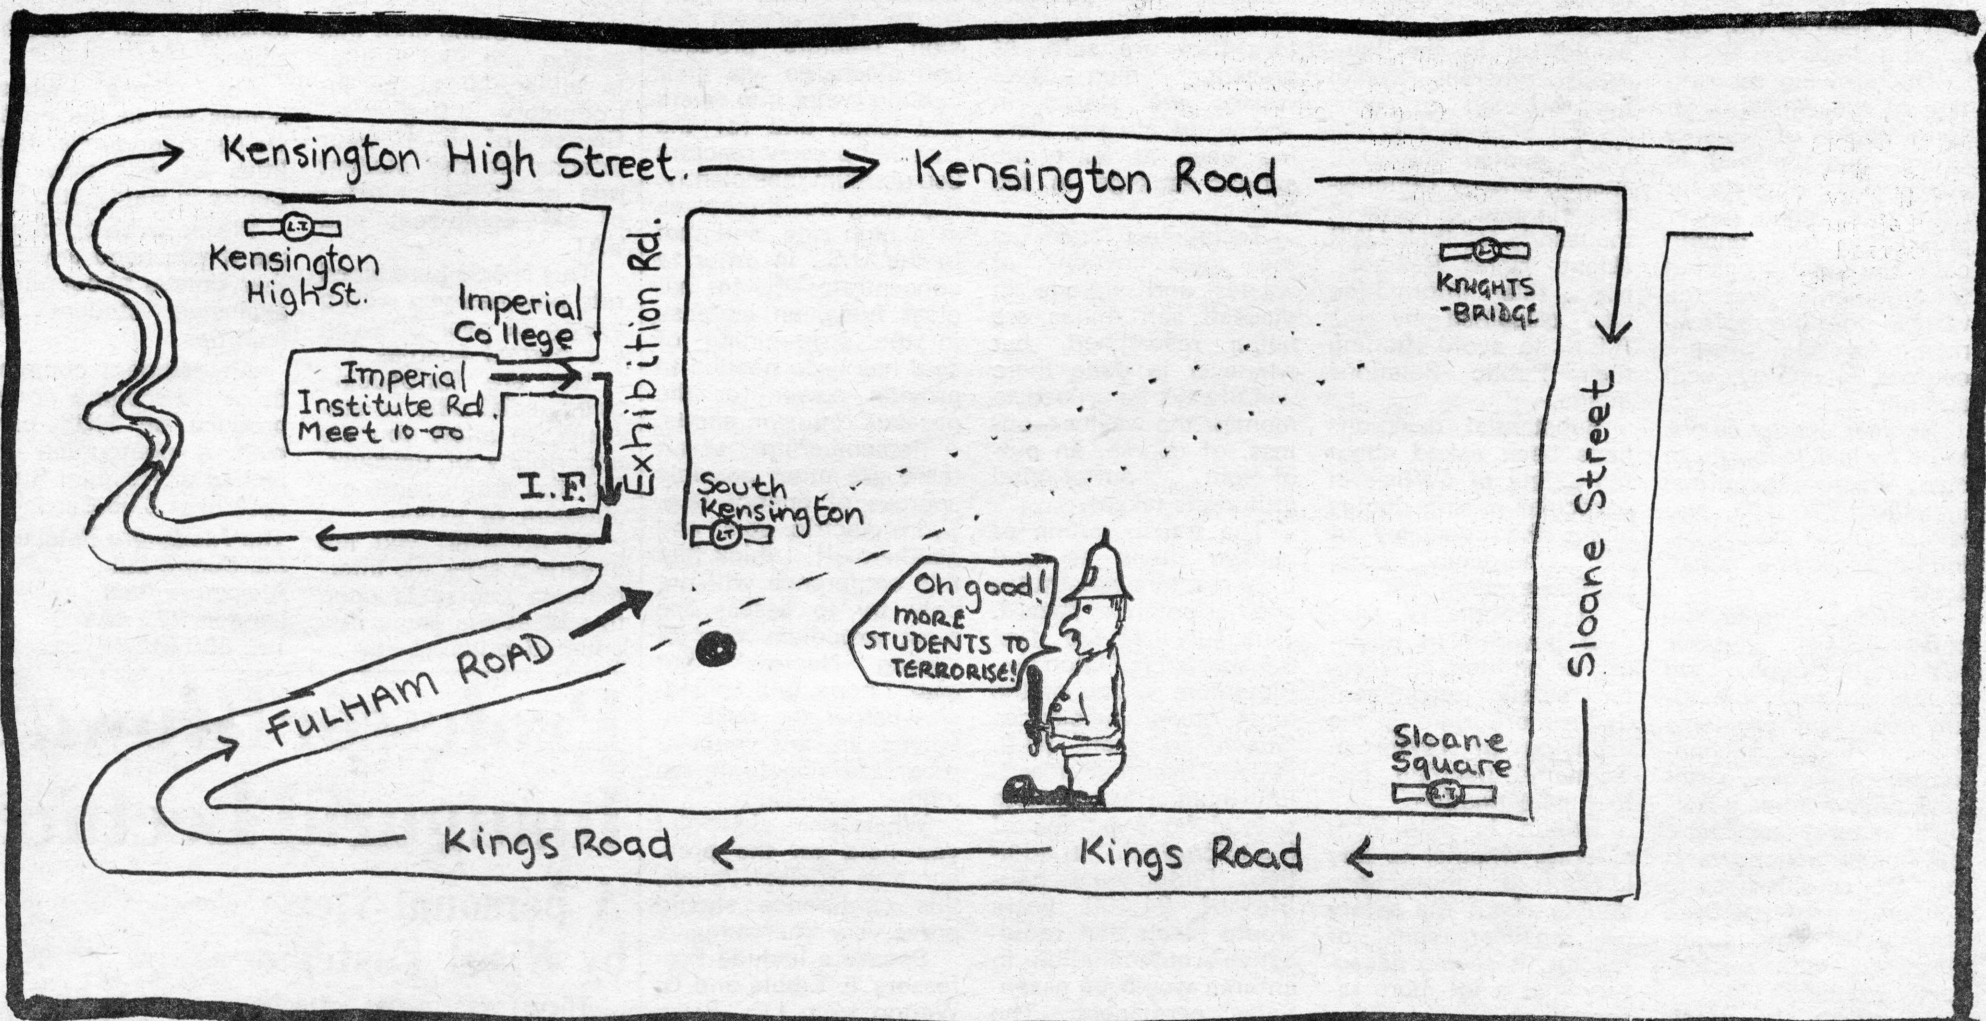 Kensington High Street. Kensington Road
L.T
Kensington
High St.
Imperial
College
Exhibition Rd.
Imperial
Institute Rd.
Meet 10-00
I.F.
South
Kensington
LT
L.T
KNIGHTS
-BRIDGE
Sloane Street
Oh good!
MORE
STUDENTS TO
TERRORISE!
FULHAM ROAD
Sloane
Square
L.T.
Kings Road Kings Road